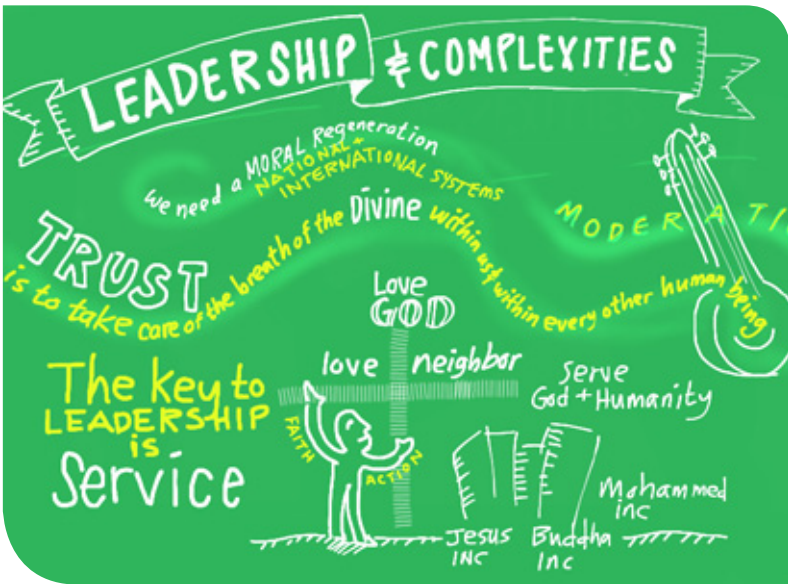 LEADERSHIP & COMPLEXITIES
We need a MORAL Regeneration
NATIONAL +
INTERNATIONAL SYSTEMS
MODERATI
TRUST
is to take care of the breath of the Divine within us & within every other human being
Love
GOD
love neighbor
The key to
LEADERSHIP
is
Service
FAITH
ACTION
Serve
God + Humanity
Jesus
INC
Buddha
Inc
Mohammed
inc